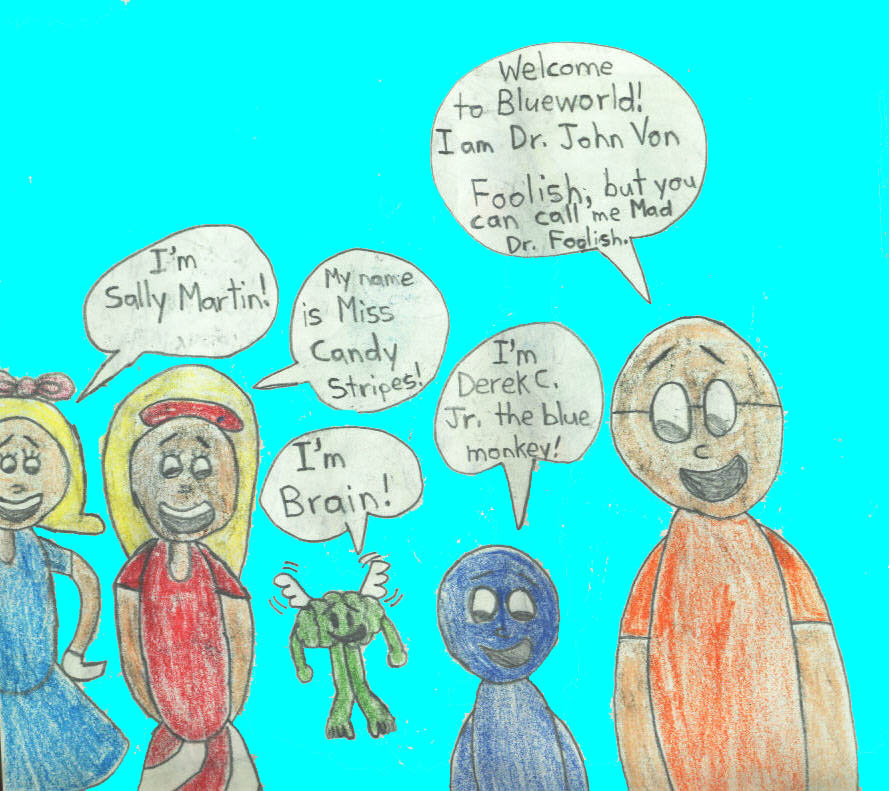 Welcome
to Blueworld!
I am Dr. John Von
Foolish, but you
can call me Mad
Dr. Foolish.
I'm
Sally Martin!
My name
is Miss
Candy
Stripes!
I'm
Derek C.
Jr. the blue
monkey!
I'm
Brain!